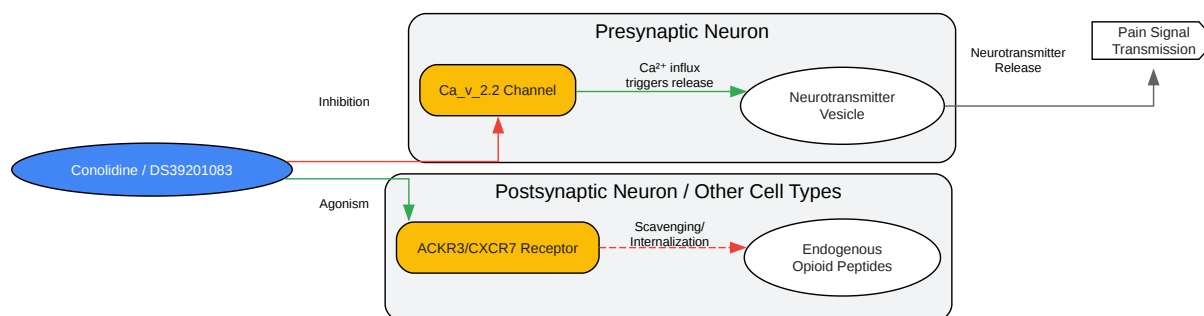 Presynaptic Neuron
Ca_v_2.2 Channel
Ca²⁺ influx
triggers release
Neurotransmitter
Vesicle
Neurotransmitter
Release
Pain Signal
Transmission
Inhibition
Conolidine / DS39201083
Agonism
Postsynaptic Neuron / Other Cell Types
ACKR3/CXCR7 Receptor
Scavenging/
Internalization
Endogenous
Opioid Peptides